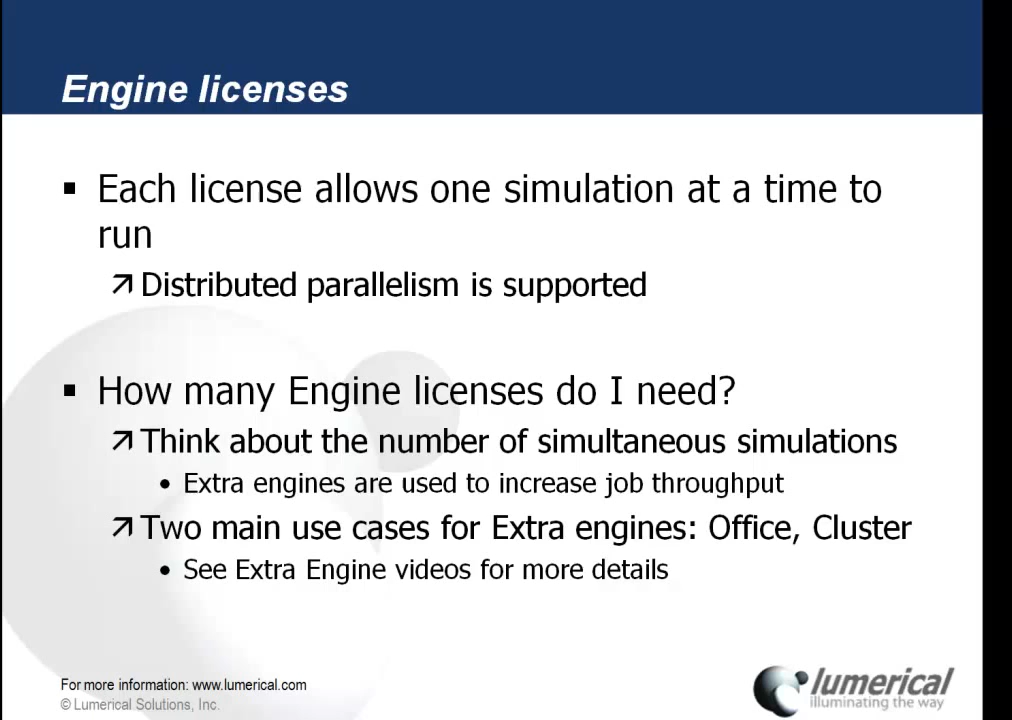 Engine licenses
▪ Each license allows one simulation at a time to
run
↗ Distributed parallelism is supported
▪ How many Engine licenses do I need?
↗ Think about the number of simultaneous simulations
• Extra engines are used to increase job throughput
↗ Two main use cases for Extra engines: Office, Cluster
• See Extra Engine videos for more details
For more information: www.lumerical.com
© Lumerical Solutions, Inc.
lumerical
illuminating the way